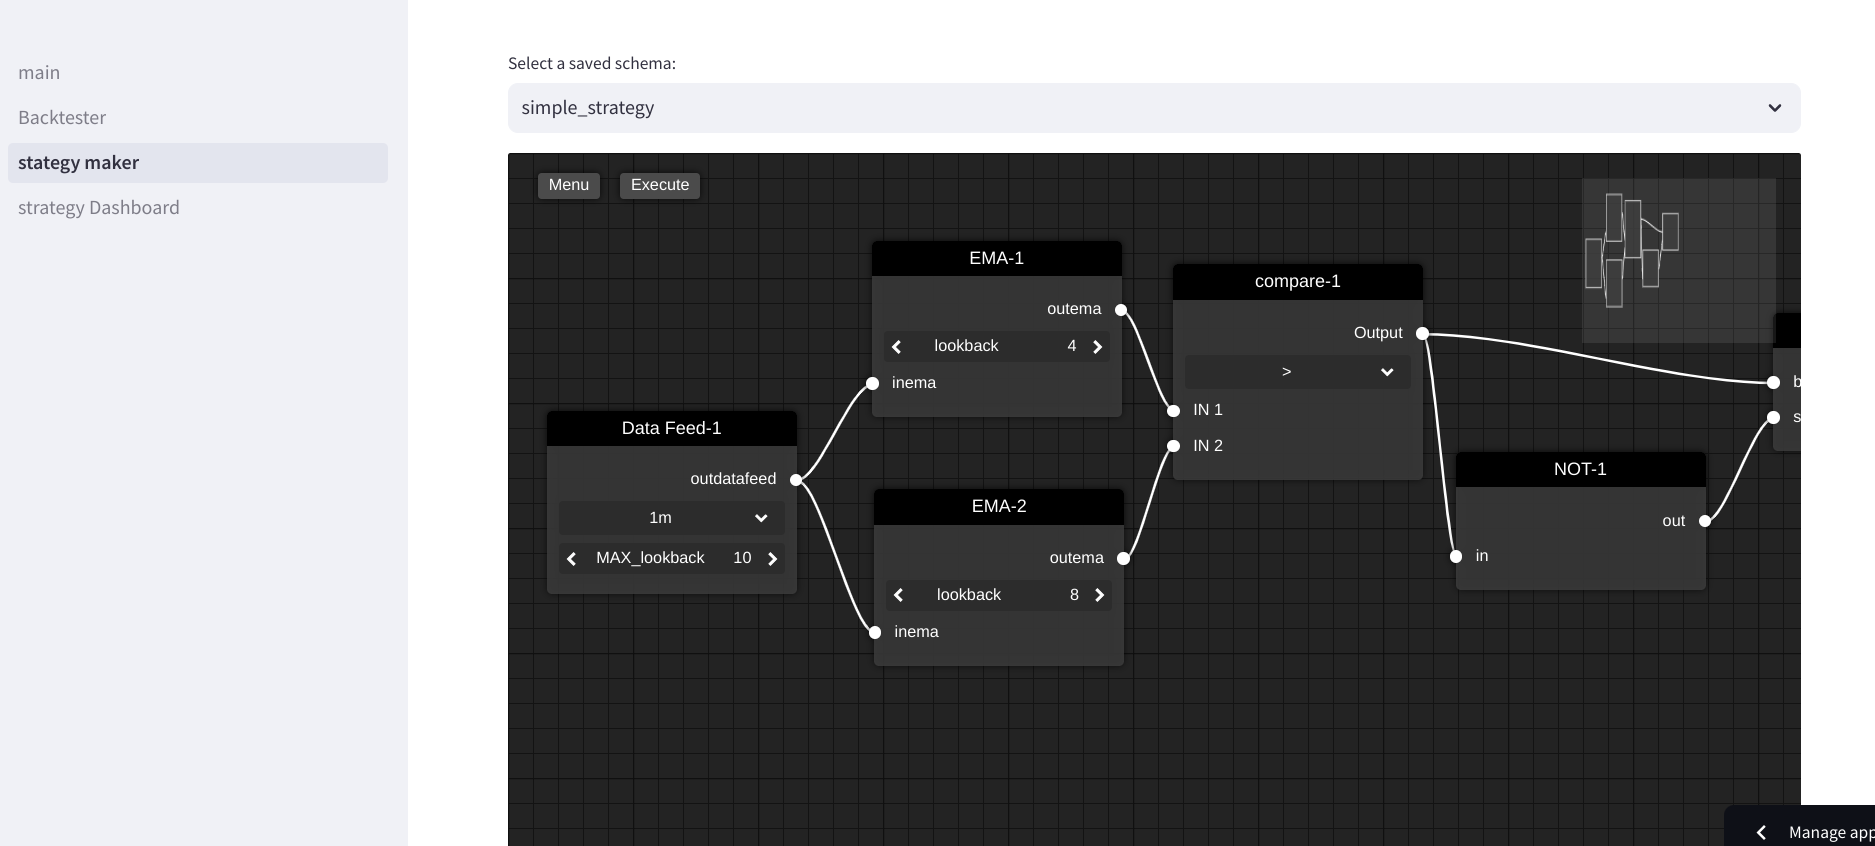 main
Backtester
stategy maker
strategy Dashboard
Select a saved schema:
simple_strategy
Menu
Execute
EMA-1
outema
lookback 4
inema
compare-1
Output
>
IN 1
IN 2
Data Feed-1
outdatafeed
1m
MAX_lookback 10
EMA-2
outema
lookback 8
inema
NOT-1
out
in
b
s
Manage app